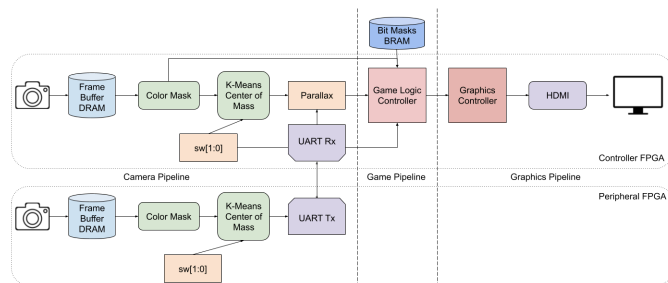 Bit Masks
BRAM
Frame
Buffer
DRAM
Color Mask
K-Means
Center of
Mass
Parallax
Game Logic
Controller
Graphics
Controller
HDMI
sw[1:0]
UART Rx
Controller FPGA
Camera Pipeline
Game Pipeline
Graphics Pipeline
Peripheral FPGA
Frame
Buffer
DRAM
Color Mask
K-Means
Center of
Mass
UART Tx
sw[1:0]